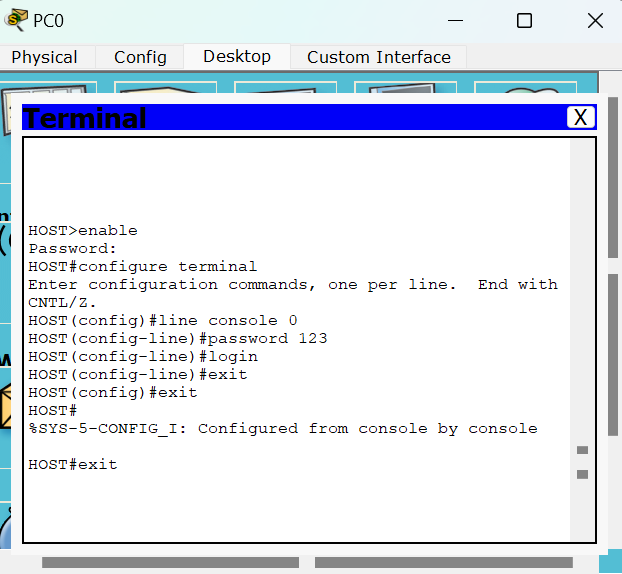 PC0
Physical Config Desktop Custom Interface
Terminal X
HOST>enable
Password:
HOST#configure terminal
Enter configuration commands, one per line.  End with
CNTL/Z.
HOST(config)#line console 0
HOST(config-line)#password 123
HOST(config-line)#login
HOST(config-line)#exit
HOST(config)#exit
HOST#
%SYS-5-CONFIG_I: Configured from console by console
HOST#exit